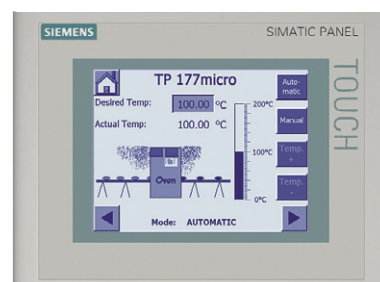 SIEMENS
SIMATIC PANEL
TOUCH
TP 177micro
Desired Temp: 100.00 °C
Actual Temp: 100.00 °C
200°C
100°C
0°C
Auto-
matic
Manual
Temp.
+
Temp.
-
Oven
Mode: AUTOMATIC